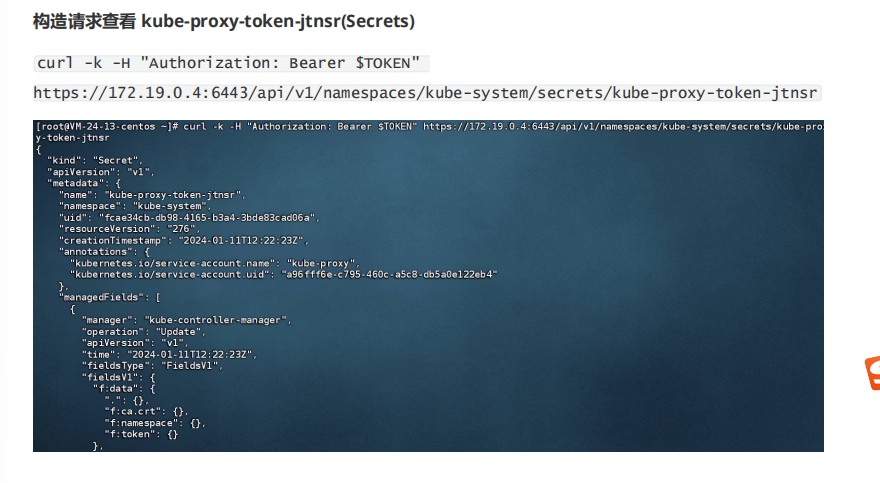 构造请求查看 kube-proxy-token-jtnsr(Secrets)
curl -k -H "Authorization: Bearer $TOKEN"
https://172.19.0.4:6443/api/v1/namespaces/kube-system/secrets/kube-proxy-token-jtnsr
[root@VM-24-13-centos ~]# curl -k -H "Authorization: Bearer $TOKEN" https://172.19.0.4:6443/api/v1/namespaces/kube-system/secrets/kube-pro
y-token-jtnsr
{
  "kind": "Secret",
  "apiVersion": "v1",
  "metadata": {
    "name": "kube-proxy-token-jtnsr",
    "namespace": "kube-system",
    "uid": "fcae34cb-db98-4165-b3a4-3bde83cad06a",
    "resourceVersion": "276",
    "creationTimestamp": "2024-01-11T12:22:23Z",
    "annotations": {
      "kubernetes.io/service-account.name": "kube-proxy",
      "kubernetes.io/service-account.uid": "a96fff6e-c795-460c-a5c8-db5a0e122eb4"
    },
    "managedFields": [
      {
        "manager": "kube-controller-manager",
        "operation": "Update",
        "apiVersion": "v1",
        "time": "2024-01-11T12:22:23Z",
        "fieldsType": "FieldsV1",
        "fieldsV1": {
          "f:data": {
            ".": {},
            "f:ca.crt": {},
            "f:namespace": {},
            "f:token": {}
          },